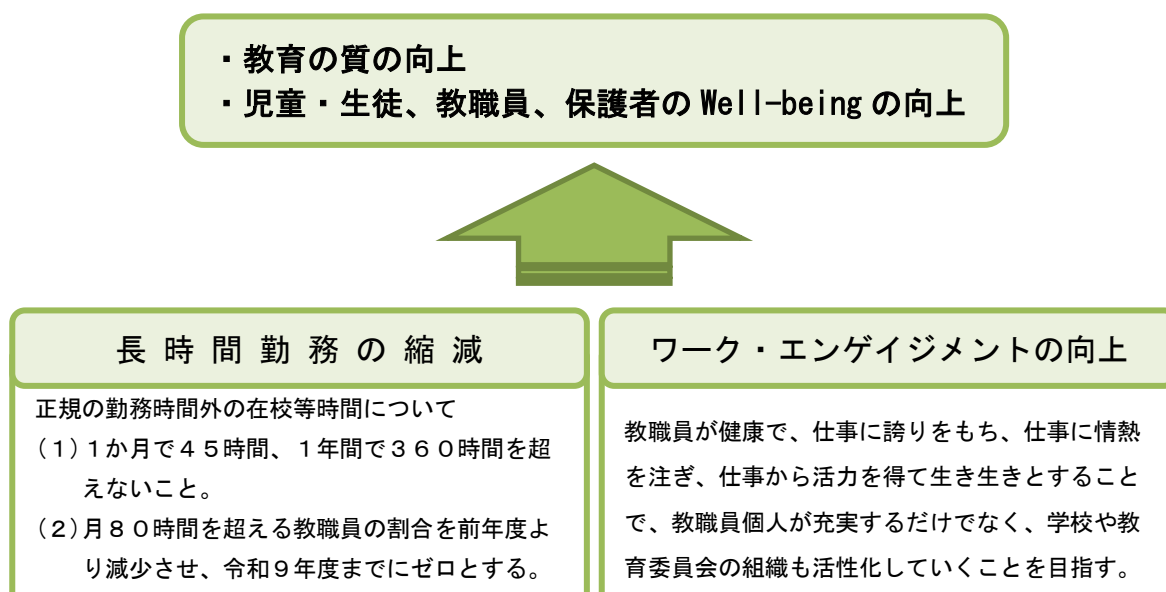 ・教育の質の向上
・児童・生徒、教職員、保護者の Well-being の向上
長時間勤務の縮減
正規の勤務時間外の在校等時間について
（１）１か月で４５時間、１年間で３６０時間を超
えないこと。
（２）月８０時間を超える教職員の割合を前年度よ
り減少させ、令和９年度までにゼロとする。
ワーク・エンゲイジメントの向上
教職員が健康で、仕事に誇りをもち、仕事に情熱
を注ぎ、仕事から活力を得て生き生きとすること
で、教職員個人が充実するだけでなく、学校や教
育委員会の組織も活性化していくことを目指す。